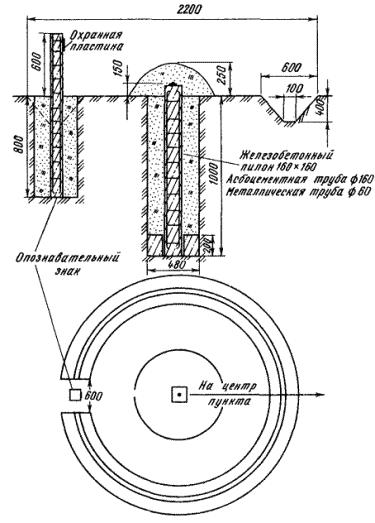 2200
Охранная
пластина
600
150
250
600
100
400
800
1000
Железобетонный
пилон 160×160
Асбоцементная труба ф160
Металлическая труба ф60
200
480
Опознавательный
знак
600
На центр
пункта